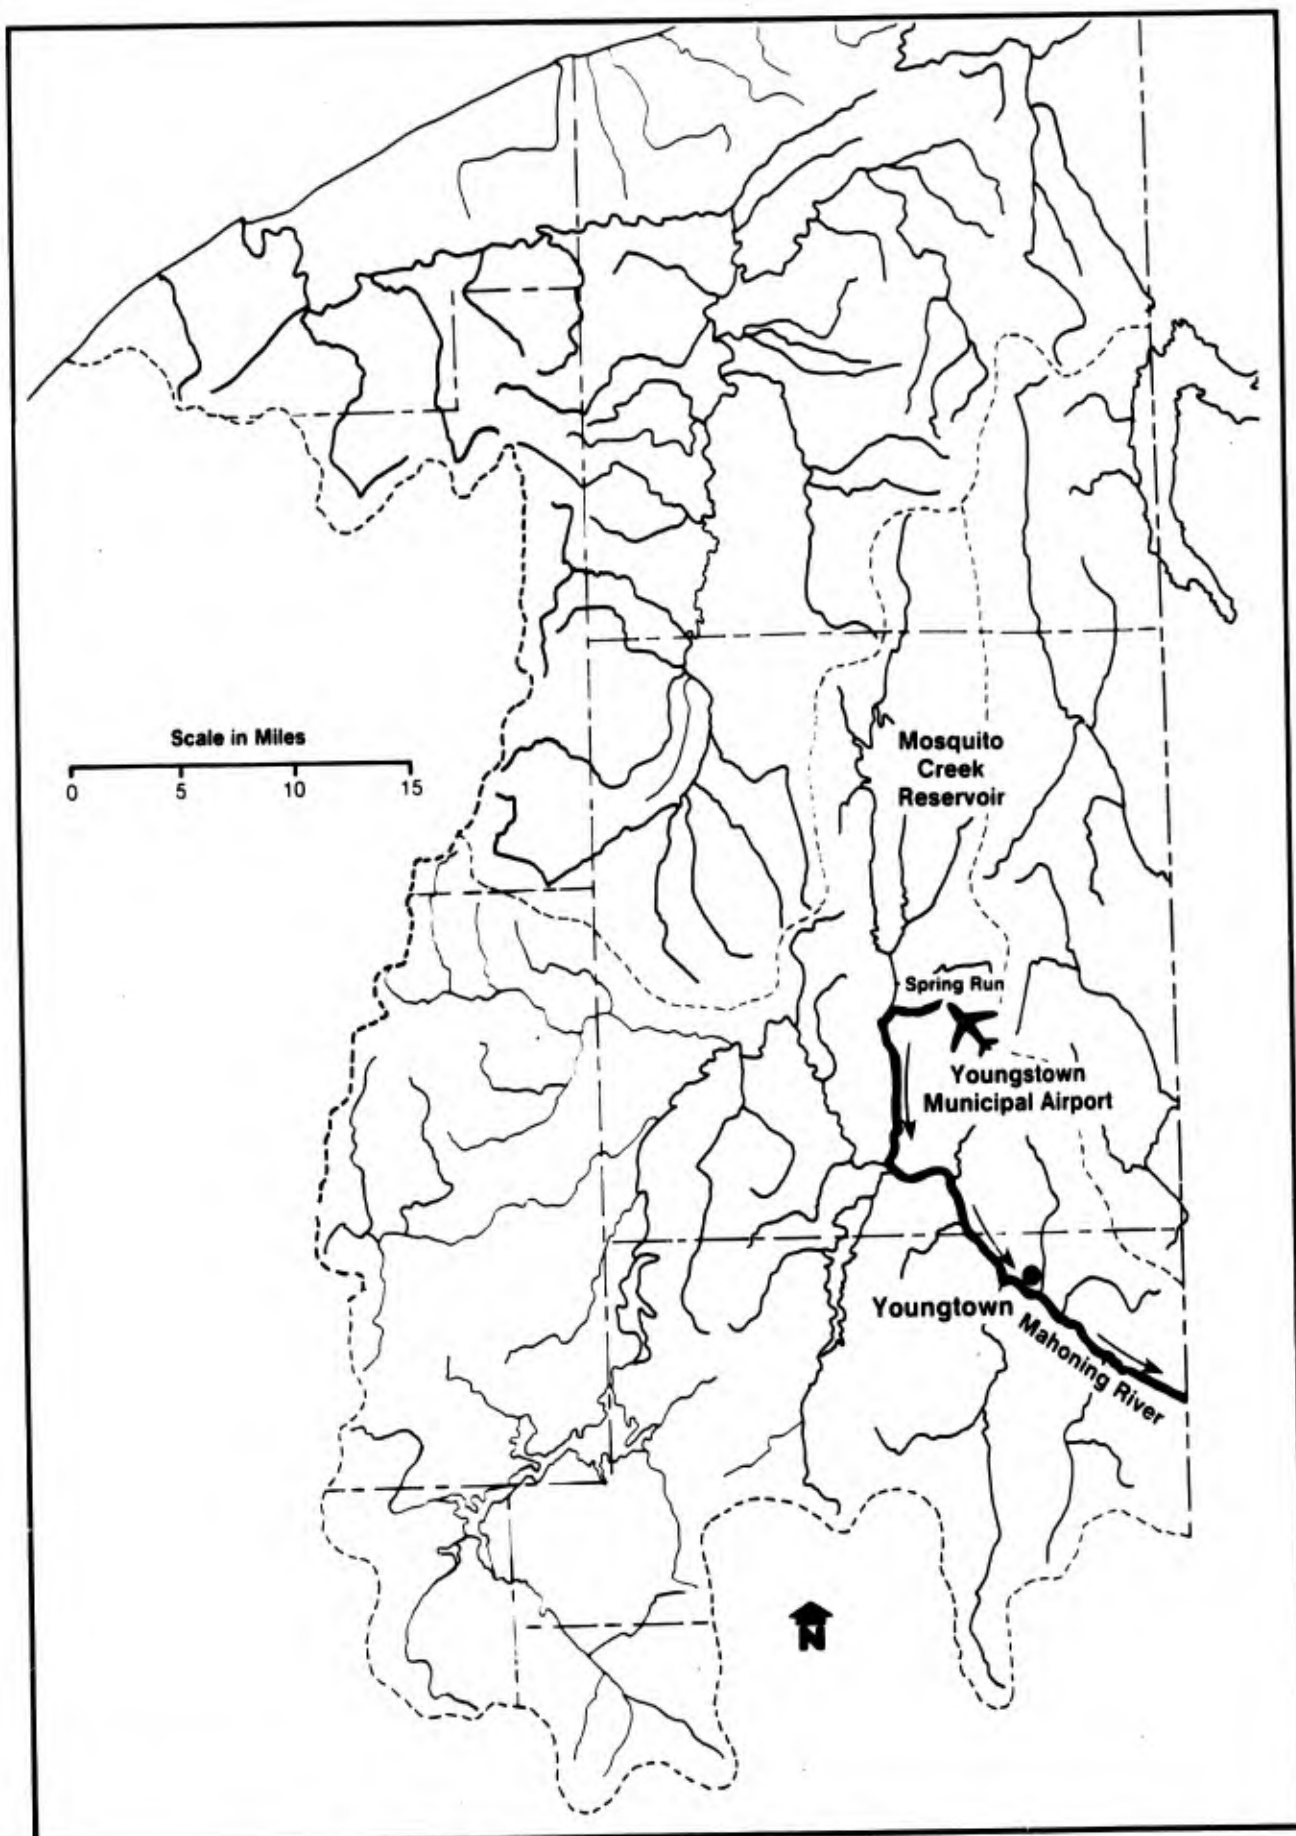 Scale in Miles
0 5 10 15
Mosquito
Creek
Reservoir
Spring Run
Youngstown
Municipal Airport
Youngtown
Mahoning River
N